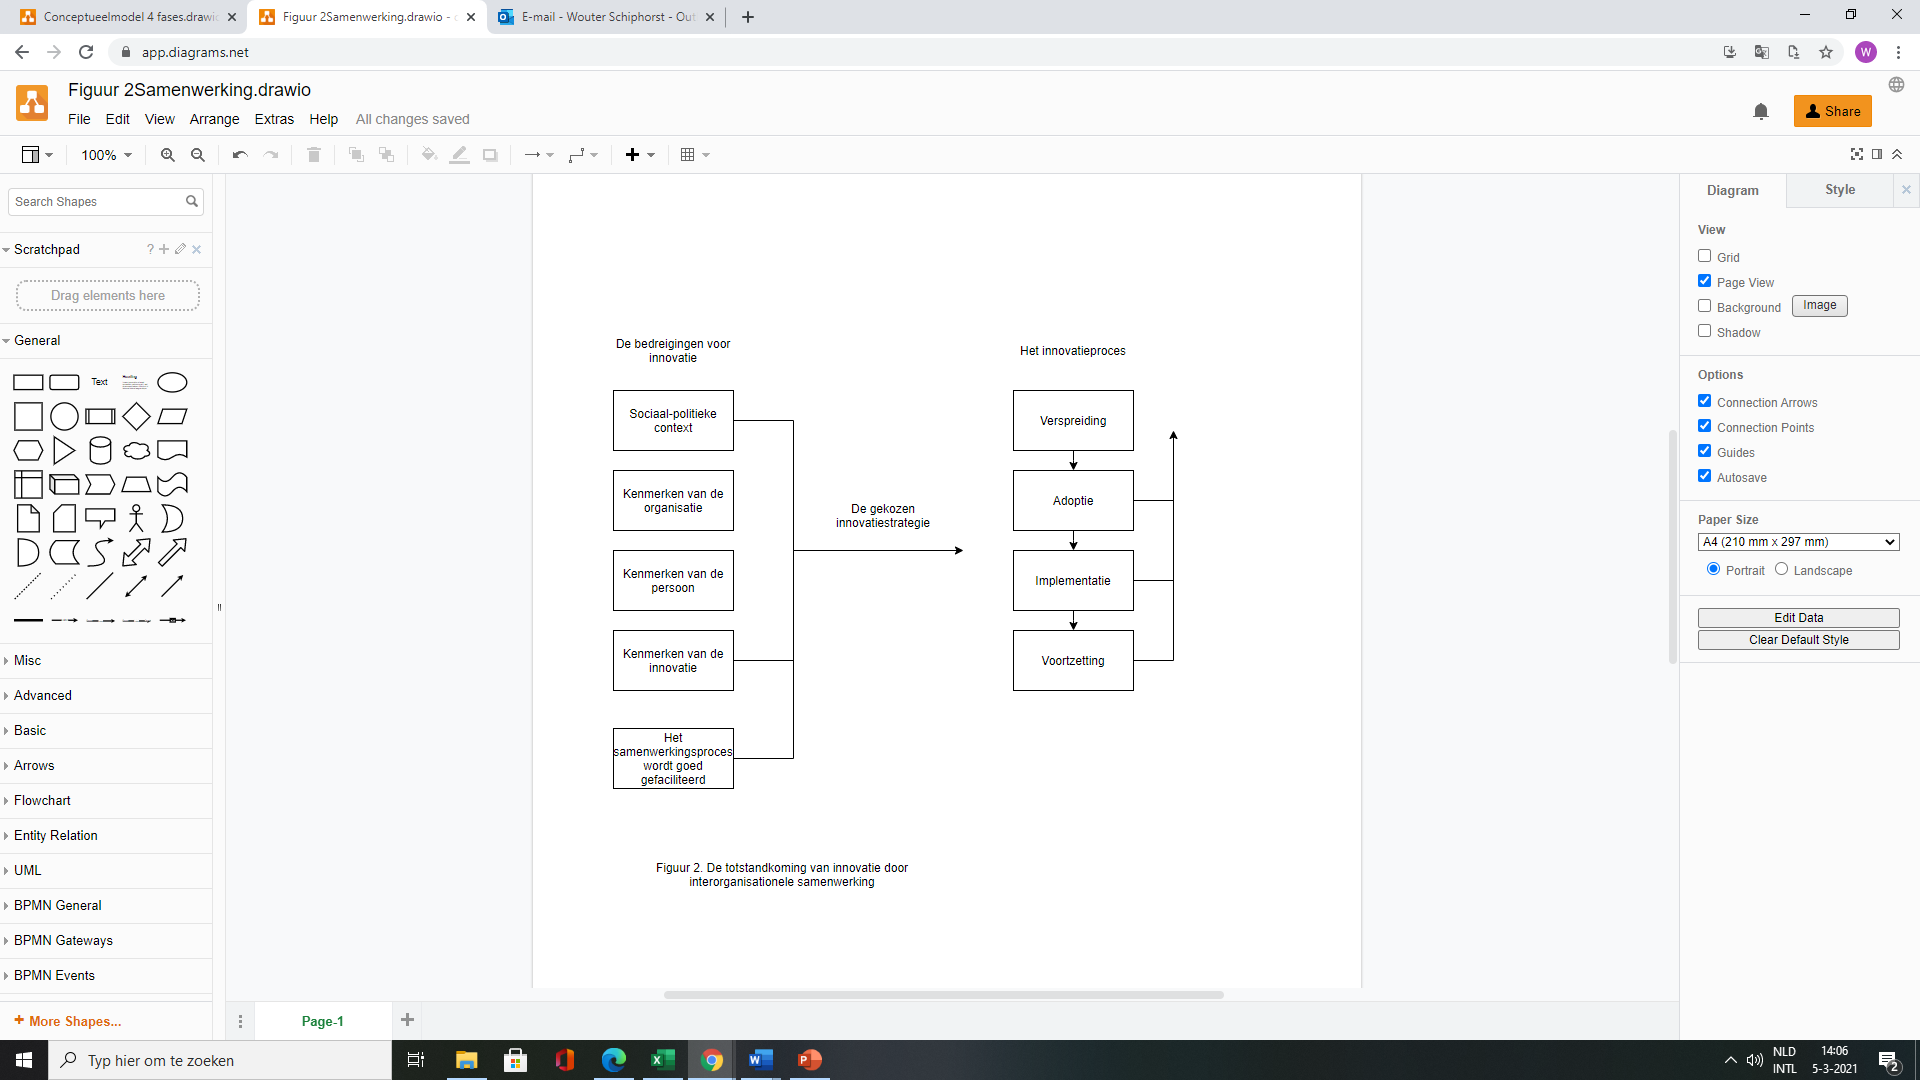 Conceptueelmodel 4 fases.drawio
Figuur 2Samenwerking.drawio -
E-mail - Wouter Schiphorst - Out
app.diagrams.net
W
Figuur 2Samenwerking.drawio
File Edit View Arrange Extras Help All changes saved
Share
100%
Search Shapes
Scratchpad
?
Drag elements here
General
Text
Heading
Misc
Advanced
Basic
Arrows
Flowchart
Entity Relation
UML
BPMN General
BPMN Gateways
BPMN Events
+ More Shapes...
De bedreigingen voor
innovatie
Sociaal-politieke
context
Kenmerken van de
organisatie
Kenmerken van de
persoon
Kenmerken van de
innovatie
Het
samenwerkingsproces
wordt goed
gefaciliteerd
De gekozen
innovatiestrategie
Het innovatieproces
Verspreiding
Adoptie
Implementatie
Voortzetting
Figuur 2. De totstandkoming van innovatie door
interorganisationele samenwerking
Page-1
Diagram
Style
View
Grid
Page View
Background
Image
Shadow
Options
Connection Arrows
Connection Points
Guides
Autosave
Paper Size
A4 (210 mm x 297 mm)
Portrait
Landscape
Edit Data
Clear Default Style
Typ hier om te zoeken
NLD
INTL
14:06
5-3-2021
2